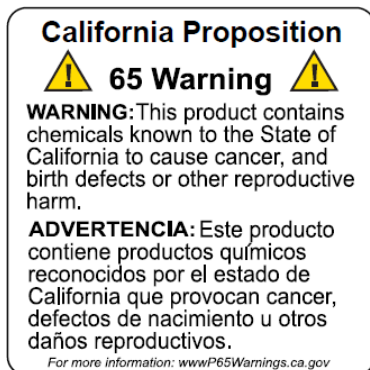 California Proposition
65 Warning
WARNING: This product contains
chemicals known to the State of
California to cause cancer, and
birth defects or other reproductive
harm.
ADVERTENCIA: Este producto
contiene productos químicos
reconocidos por el estado de
California que provocan cancer,
defectos de nacimiento u otros
daños reproductivos.
For more information: wwwP65Warnings.ca.gov